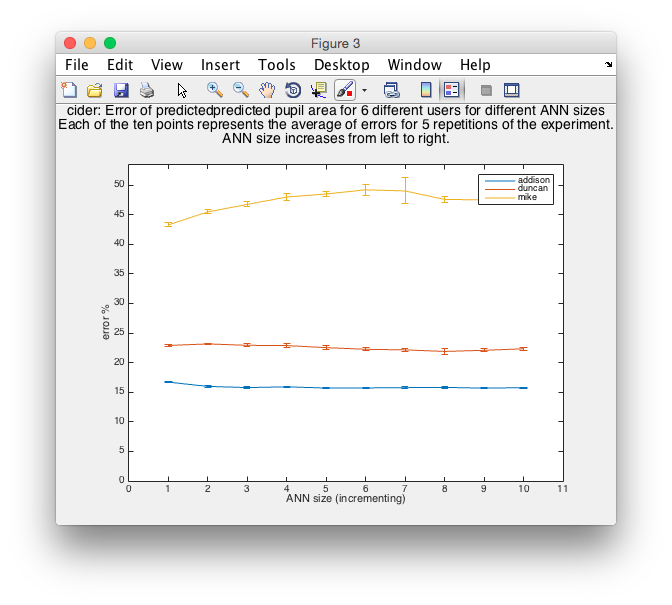 Figure 3
File Edit View Insert Tools Desktop Window Help
cider: Error of predictedpredicted pupil area for 6 different users for different ANN sizes
Each of the ten points represents the average of errors for 5 repetitions of the experiment.
ANN size increases from left to right.
addison
duncan
mike
50
45
40
35
30
25
20
15
10
5
0
error %
0 1 2 3 4 5 6 7 8 9 10 11
ANN size (incrementing)